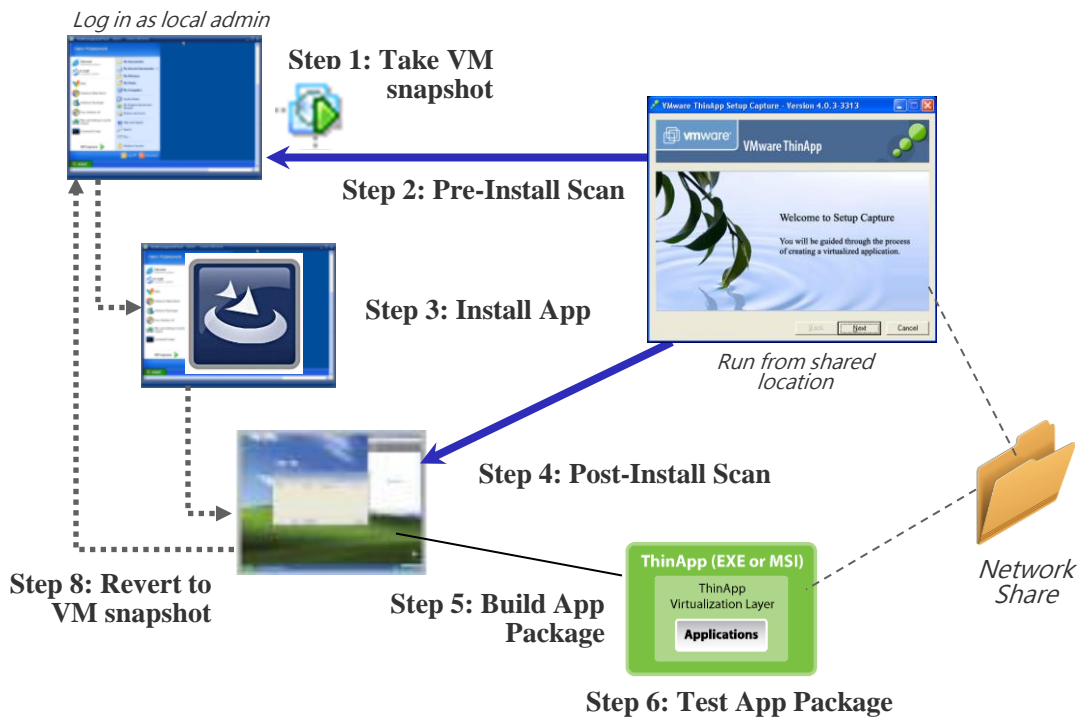 Log in as local admin
Step 1: Take VM
snapshot
VMware ThinApp Setup Capture - Version 4.0.3-3313
vmware
VMware ThinApp
Step 2: Pre-Install Scan
Welcome to Setup Capture
You will be guided through the process
of creating a virtualized application.
Step 3: Install App
Back
Next
Cancel
Run from shared
location
Step 4: Post-Install Scan
ThinApp (EXE or MSI)
ThinApp
Virtualization Layer
Applications
Network
Share
Step 8: Revert to
VM snapshot
Step 5: Build App
Package
Step 6: Test App Package